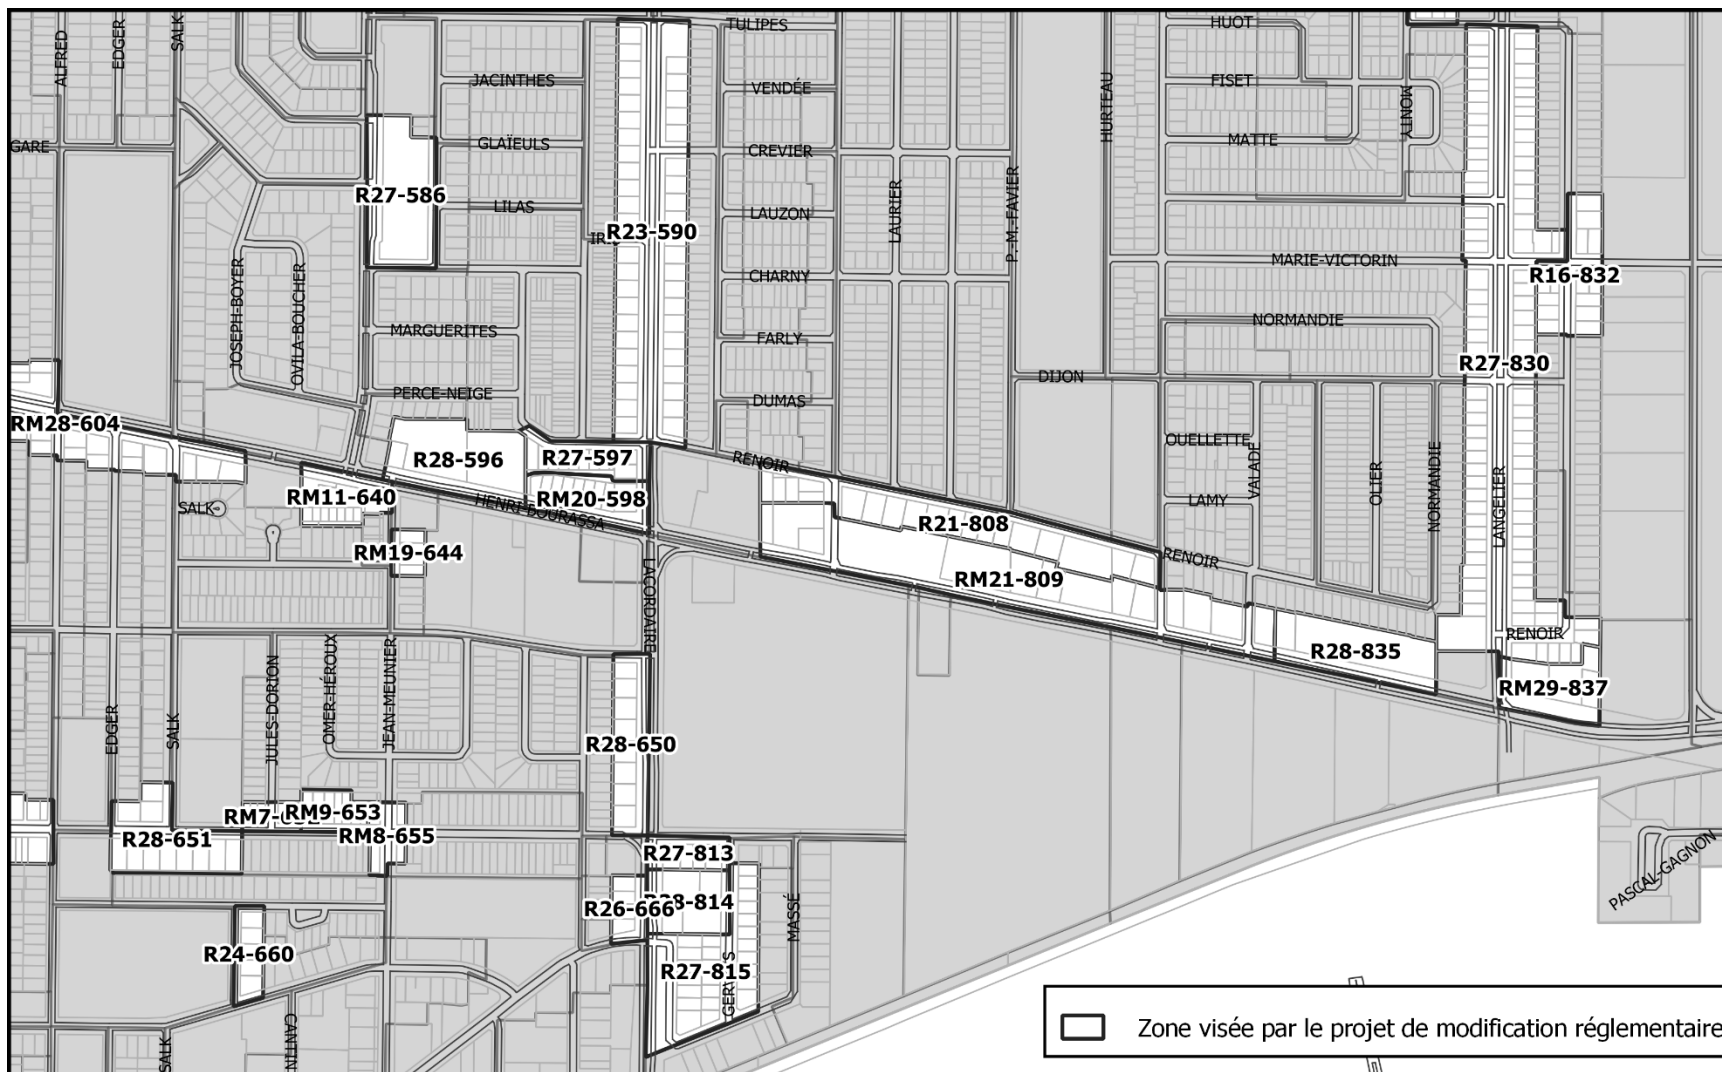 TULIPES
HUOT
ALFRED
EDGER
SALK
JACINTHES
VENDÉE
FISET
HURTEAU
MONTY
GARE
GLAÏEULS
CREVIER
MATTE
R27-586
LILAS
LAUZON
LAURIER
P.-M.-FAVIER
R23-590
JOSEPH-BOYER
OVILA-BOUCHER
CHARNY
MARIE-VICTORIN
R16-832
MARGUERITES
FARLY
NORMANDIE
R27-830
PERCE-NEIGE
DUMAS
DIJON
RM28-604
R28-596
R27-597
RENOIR
OUELLETTE
VALADE
OLIER
NORMANDIE
LANGELIER
RM11-640
RM20-598
HENRI-BOURASSA
SALK
LAMY
R21-808
RM19-644
RM21-809
RENOIR
LAGORDAIRE
RENOIR
R28-835
RM29-837
EDGER
SALK
JULES-DORION
OMER-HÉROUX
JEAN-MEUNIER
R28-650
RM9-653
R28-651
RM8-655
R27-813
PASCAL-GAGNON
R26-666
MASSÉ
R24-660
R27-815
SALK
Zone visée par le projet de modification réglementaire